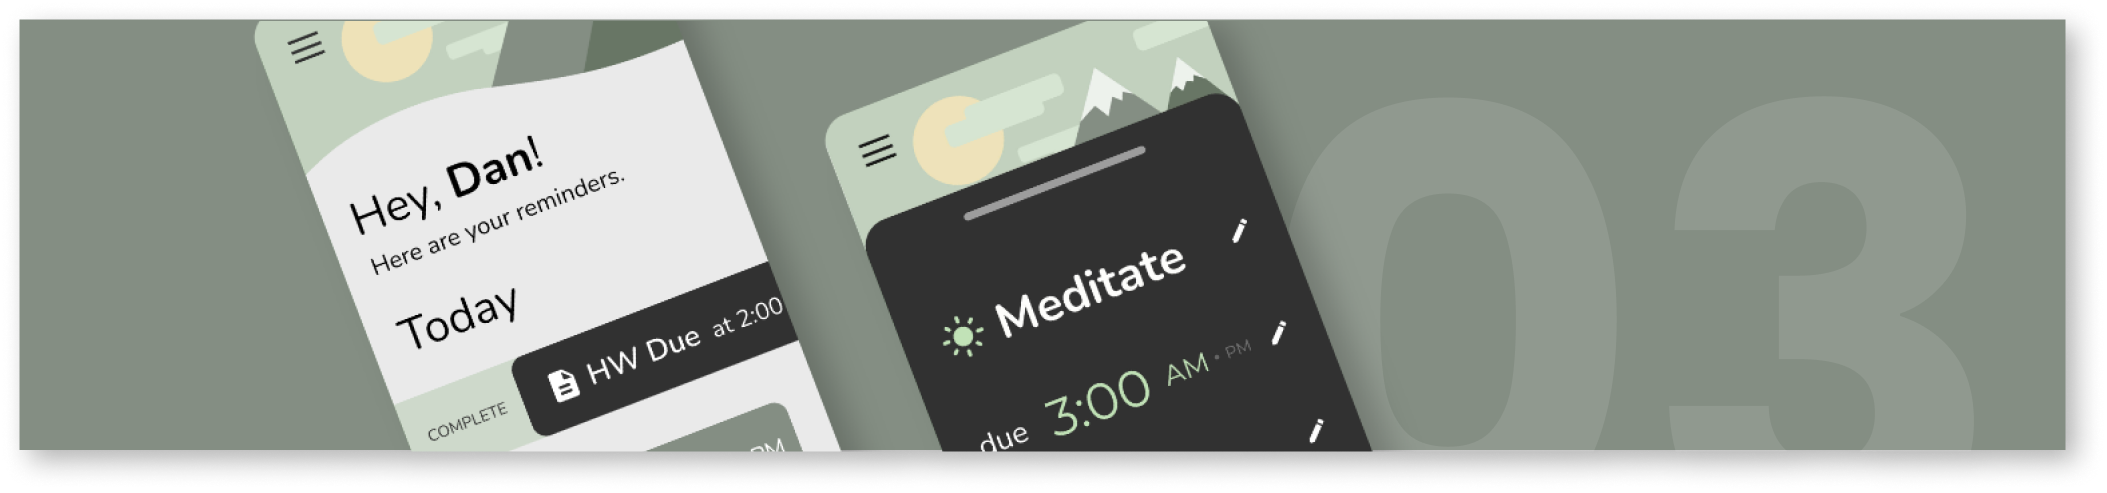 Hey, Dan!
Here are your reminders.
Today
HW Due at 2:00
COMPLETE
PM
Meditate
3:00 AM • PM
due
03